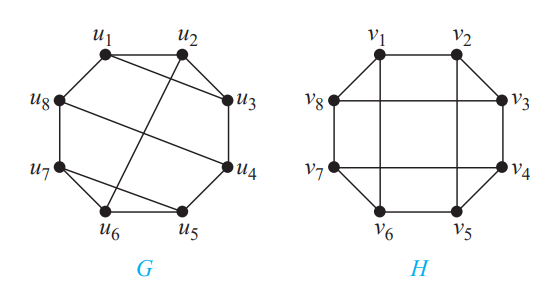 u₁ u₂ v₁ v₂
u₈ u₃ v₈ v₃
u₇ u₄ v₇ v₄
u₆ u₅ v₆ v₅
G H